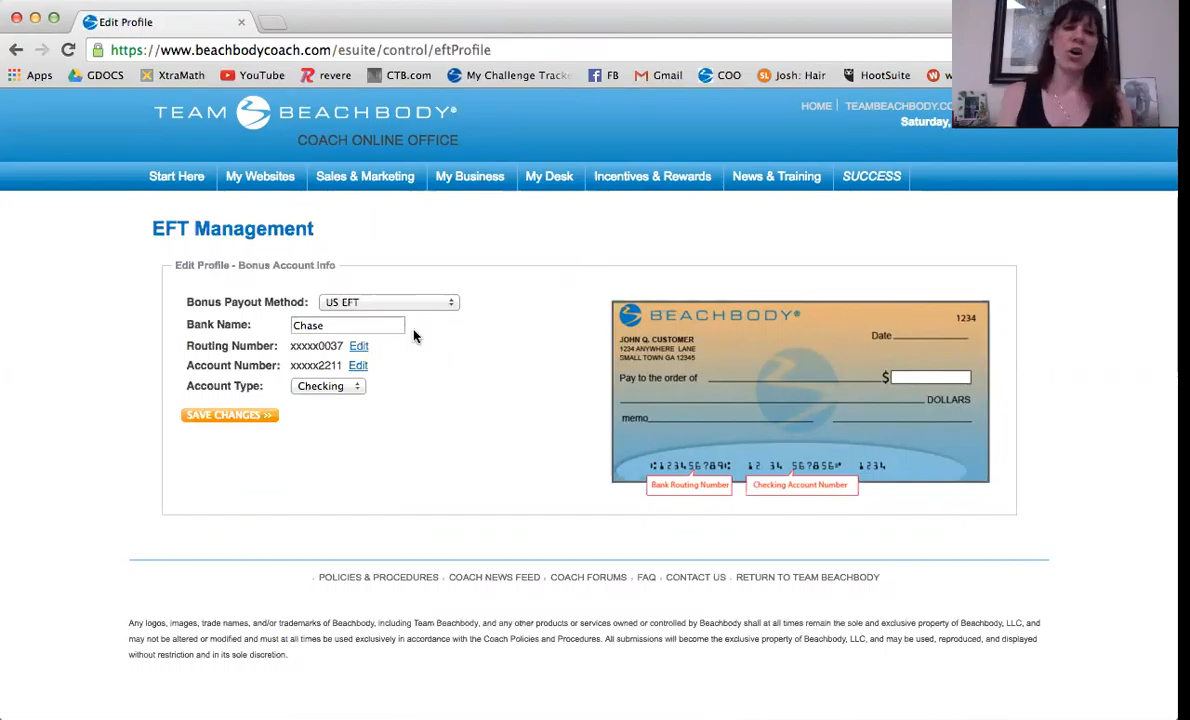 Edit Profile
https://www.beachbodycoach.com/esuite/control/eftProfile
Apps GDOCS XtraMath YouTube revere CTB.com My Challenge Track FB Gmail COO Josh: Hair HootSuite
TEAM BEACHBODY®
COACH ONLINE OFFICE
HOME TEAMBEACHBODY.CO
Saturday,
Start Here My Websites Sales & Marketing My Business My Desk Incentives & Rewards News & Training SUCCESS
EFT Management
Edit Profile - Bonus Account Info
Bonus Payout Method: US EFT
Bank Name: Chase
Routing Number: xxxxx0037 Edit
Account Number: xxxxx2211 Edit
Account Type: Checking
SAVE CHANGES >>
BEACHBODY® 1234
JOHN Q. CUSTOMER
1234 ANYWHERE LANE
SMALL TOWN GA 12345
Date
Pay to the order of $
DOLLARS
memo
⑆123456789⑆ 12 34 567856⑈ 1234
Bank Routing Number Checking Account Number
POLICIES & PROCEDURES COACH NEWS FEED COACH FORUMS FAQ CONTACT US RETURN TO TEAM BEACHBODY
Any logos, images, trade names, and/or trademarks of Beachbody, including Team Beachbody, and any other products or services owned or controlled by Beachbody shall at all times remain the sole and exclusive property of Beachbody, LLC, and
may not be altered or modified and must at all times be used exclusively in accordance with the Coach Policies and Procedures. All submissions will become the exclusive property of Beachbody, LLC, and may be used, reproduced, and displayed
without restriction and in its sole discretion.